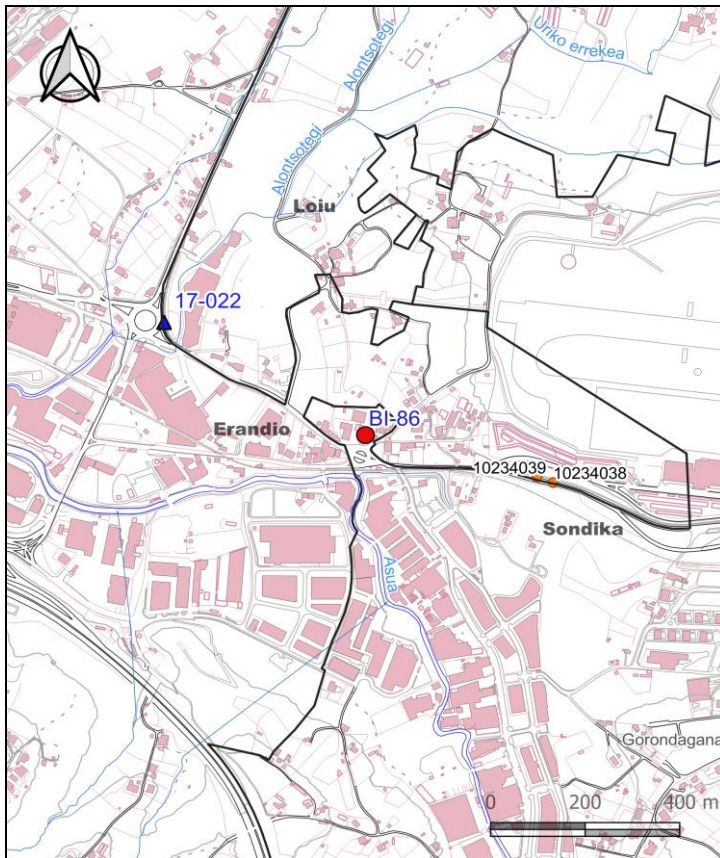 Uriko errekea
Alontsotegi
Alontsotegi
Loiu
17-022
BI-86
Erandio
10234039
10234038
Sondika
Asua
Gorondagana
0
200
400 m